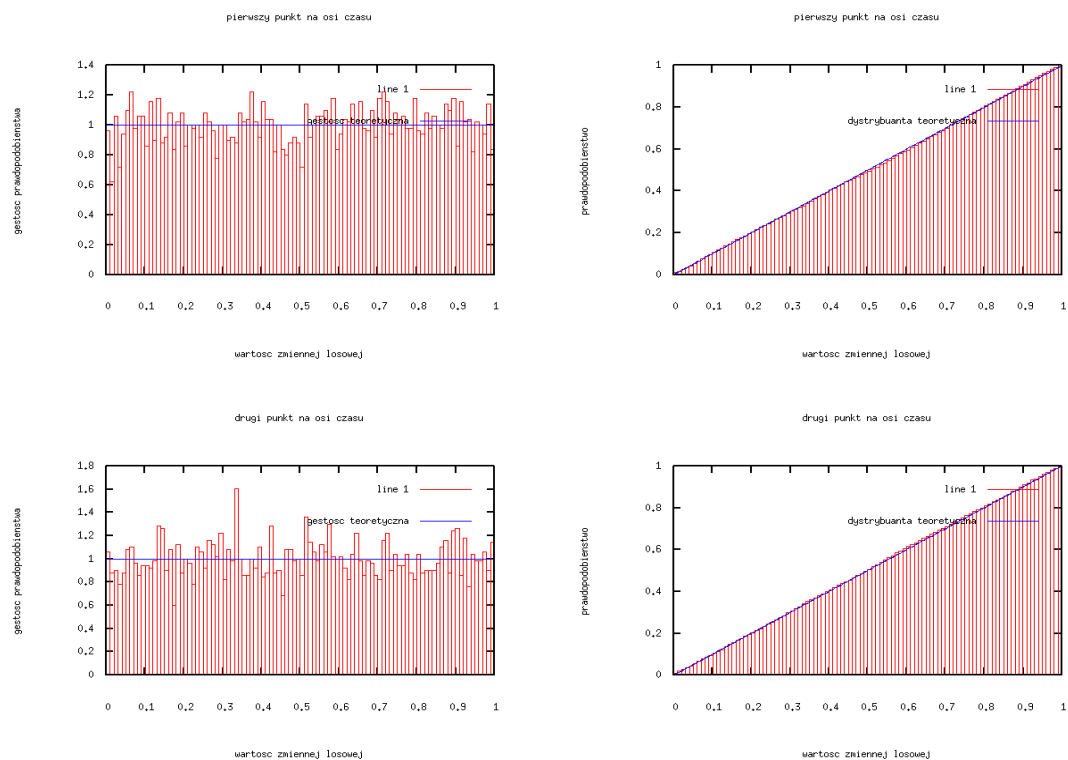 pierwszy punkt na osi czasu
gestosc prawdopodobienstwa
1.4
1.2
1
0.8
0.6
0.4
0.2
0
line 1
gestosc teoretyczna
0 0.1 0.2 0.3 0.4 0.5 0.6 0.7 0.8 0.9 1
wartosc zmiennej losowej
pierwszy punkt na osi czasu
prawdopodobienstwo
1
0.8
0.6
0.4
0.2
0
line 1
dystrybuanta teoretyczna
0 0.1 0.2 0.3 0.4 0.5 0.6 0.7 0.8 0.9 1
wartosc zmiennej losowej
drugi punkt na osi czasu
gestosc prawdopodobienstwa
1.8
1.6
1.4
1.2
1
0.8
0.6
0.4
0.2
0
line 1
gestosc teoretyczna
0 0.1 0.2 0.3 0.4 0.5 0.6 0.7 0.8 0.9 1
wartosc zmiennej losowej
drugi punkt na osi czasu
prawdopodobienstwo
1
0.8
0.6
0.4
0.2
0
line 1
dystrybuanta teoretyczna
0 0.1 0.2 0.3 0.4 0.5 0.6 0.7 0.8 0.9 1
wartosc zmiennej losowej